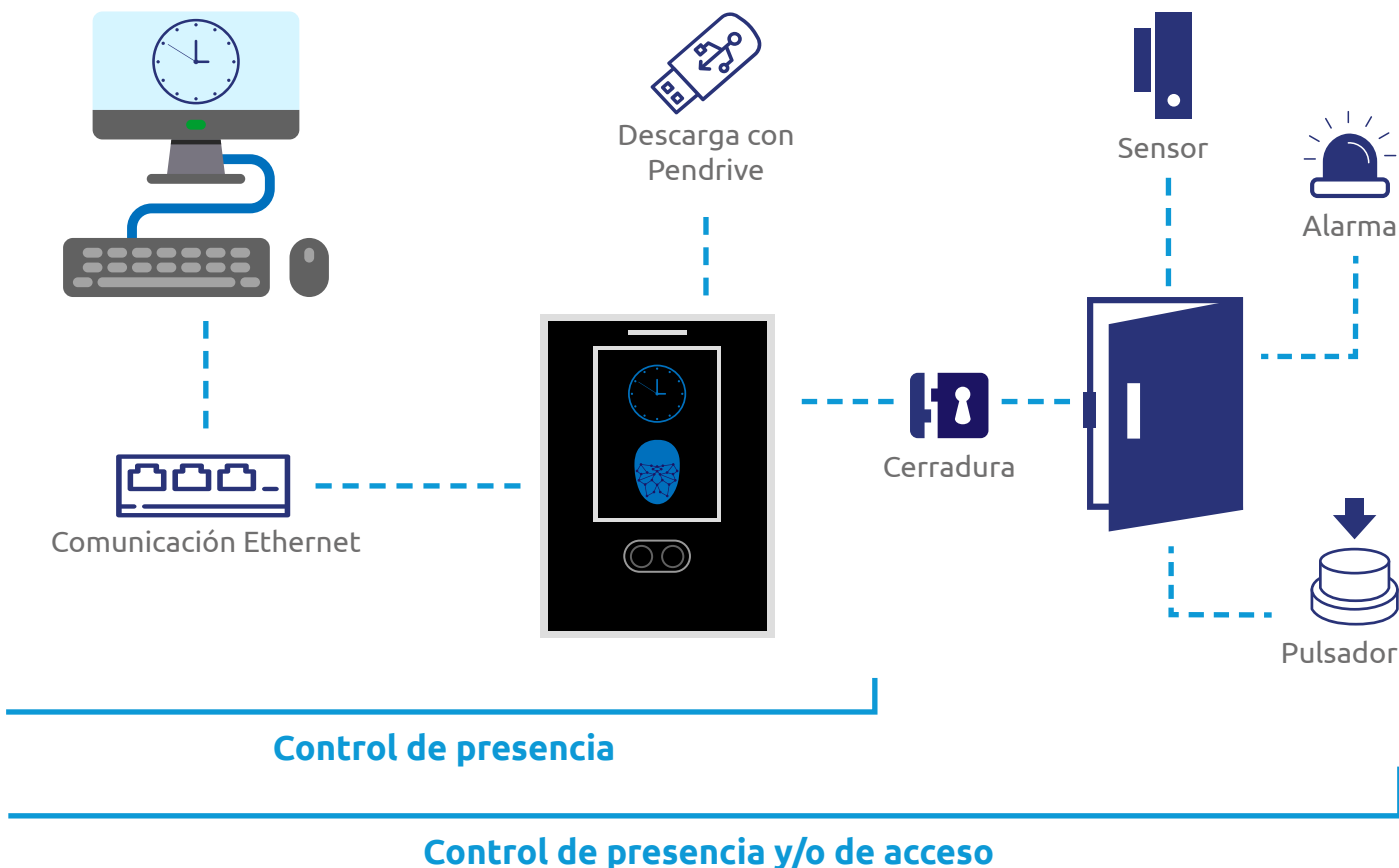 Descarga con
Pendrive
Sensor
Alarma
Cerradura
Comunicación Ethernet
Pulsador
Control de presencia
Control de presencia y/o de acceso